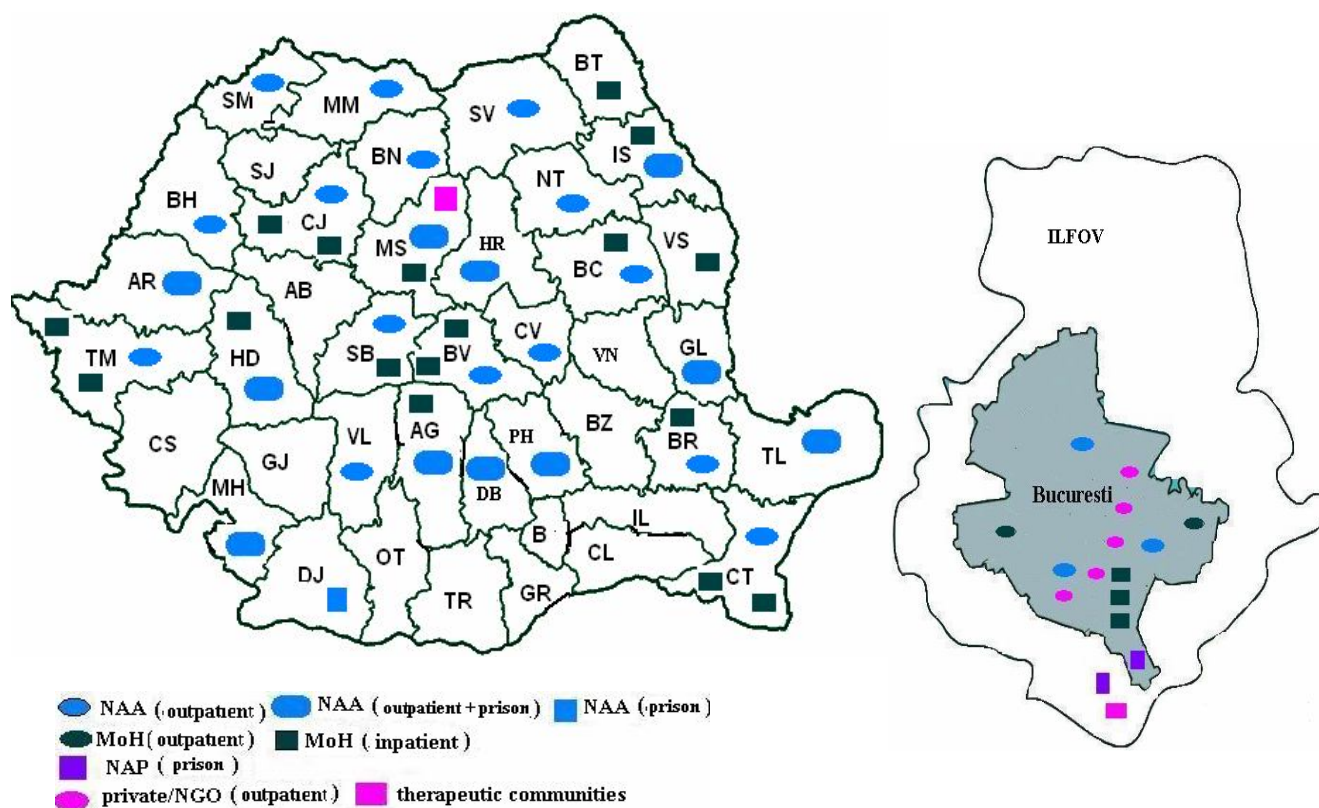 BT
SM
MM
SV
IS
BN
SJ
NT
BH
CJ
VS
MS
HR
BC
ILFOV
AR
AB
CV
TM
HD
SB
BV
VN
GL
CS
VL
AG
PH
BZ
BR
TL
GJ
MH
DB
Bucuresti
B
IL
OT
CL
DJ
CT
TR
GR
NAA (outpatient)
NAA (outpatient+prison)
NAA (prison)
MoH (outpatient)
MoH (inpatient)
NAP (prison)
private/NGO (outpatient)
therapeutic communities